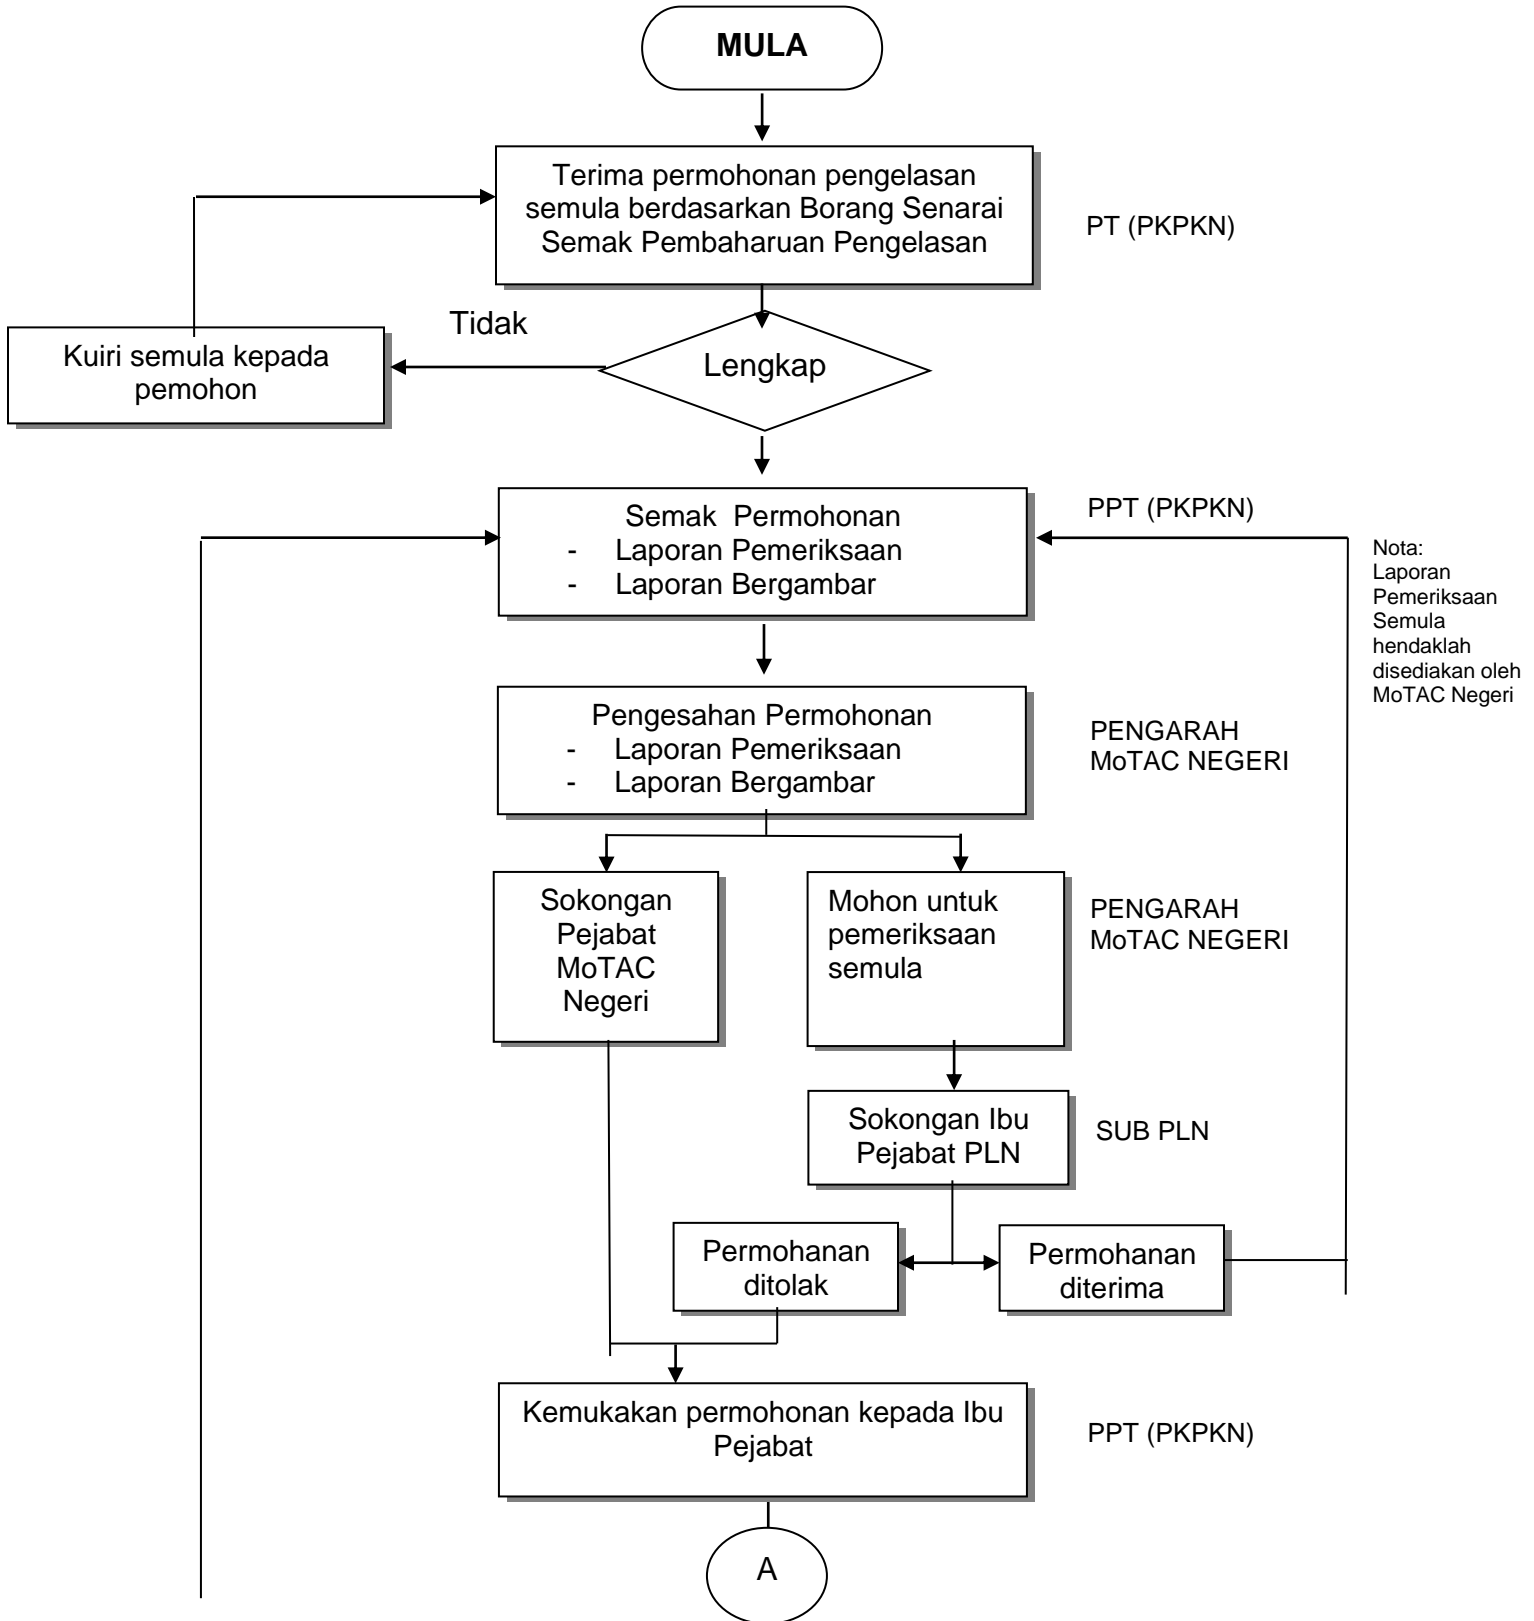 MULA
Terima permohonan pengelasan
semula berdasarkan Borang Senarai
Semak Pembaharuan Pengelasan
PT (PKPKN)
Tidak
Kuiri semula kepada
pemohon
Lengkap
Semak Permohonan
- Laporan Pemeriksaan
- Laporan Bergambar
PPT (PKPKN)
Nota:
Laporan
Pemeriksaan
Semula
hendaklah
disediakan oleh
MoTAC Negeri
Pengesahan Permohonan
- Laporan Pemeriksaan
- Laporan Bergambar
PENGARAH
MoTAC NEGERI
Sokongan
Pejabat
MoTAC
Negeri
Mohon untuk
pemeriksaan
semula
PENGARAH
MoTAC NEGERI
Sokongan Ibu
Pejabat PLN
SUB PLN
Permohanan
ditolak
Permohanan
diterima
Kemukakan permohonan kepada Ibu
Pejabat
PPT (PKPKN)
A